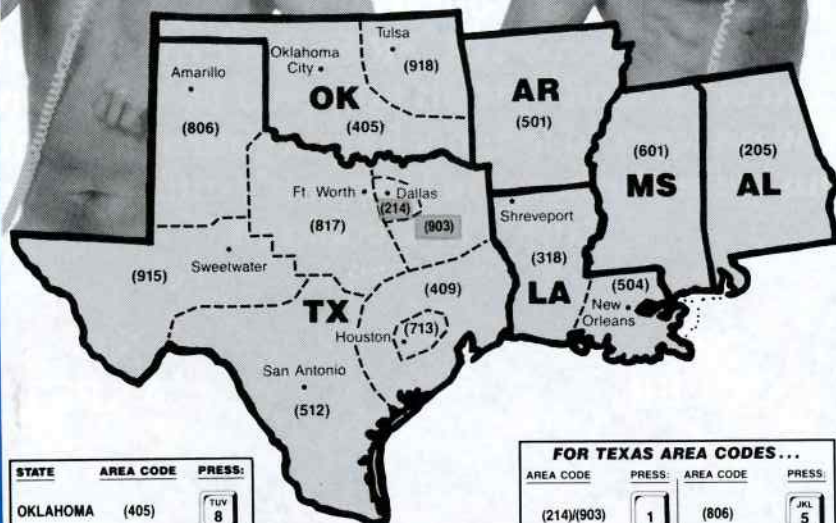 Tulsa
Oklahoma
City
(918)
Amarillo
OK
AR
(806)
(405)
(501)
(601)
(205)
MS
AL
Ft. Worth
Dallas
(214)
Shreveport
(817)
(903)
(915)
Sweetwater
(318)
(504)
(409)
LA
New
Orleans
TX
Houston
(713)
San Antonio
(512)
STATE AREA CODE PRESS:
OKLAHOMA (405) TUV 8
FOR TEXAS AREA CODES...
AREA CODE PRESS: AREA CODE PRESS:
(214)/(903) 1 (806) JKL 5